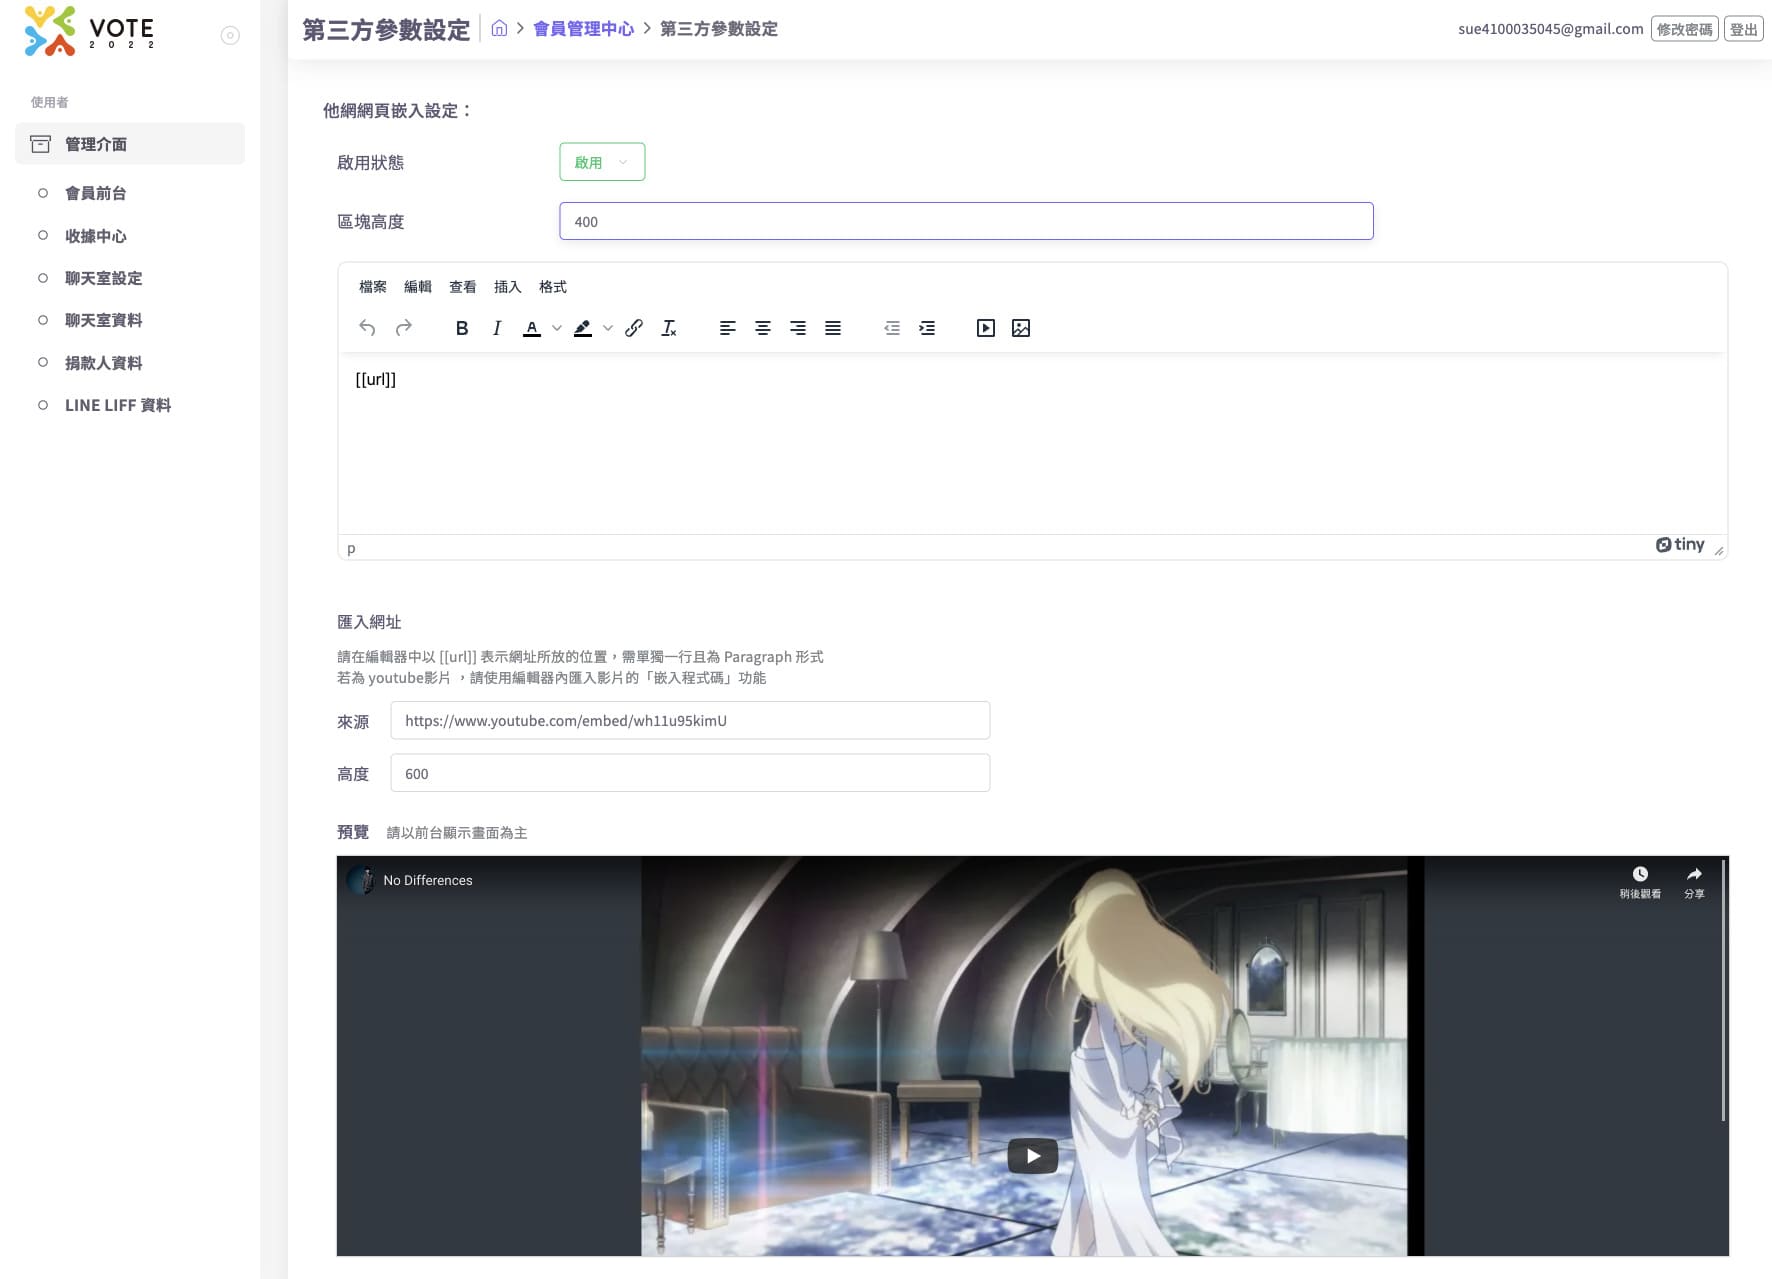 VOTE
2022
使用者
管理介面
會員前台
收據中心
聊天室設定
聊天室資料
捐款人資料
LINE LIFF 資料
第三方參數設定
會員管理中心 > 第三方參數設定
sue4100035045@gmail.com 修改密碼 登出
他網網頁嵌入設定：
啟用狀態 啟用
區塊高度 400
檔案 編輯 查看 插入 格式
[[url]]
p
tiny
匯入網址
請在編輯器中以 [[url]] 表示網址所放的位置，需單獨一行且為 Paragraph 形式
若為 youtube影片 ，請使用編輯器內匯入影片的「嵌入程式碼」功能
來源 https://www.youtube.com/embed/wh11u95kimU
高度 600
預覽 請以前台顯示畫面為主
No Differences
稍後觀看 分享